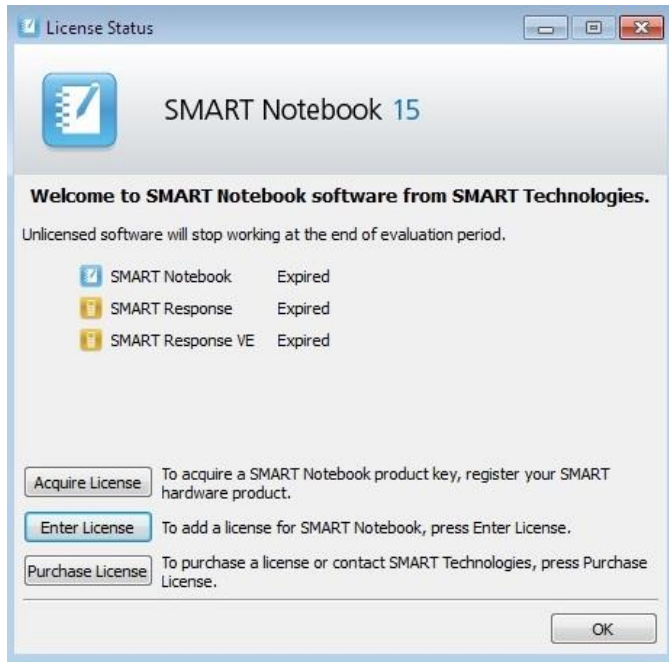 License Status
SMART Notebook 15
Welcome to SMART Notebook software from SMART Technologies.
Unlicensed software will stop working at the end of evaluation period.
SMART Notebook Expired
SMART Response Expired
SMART Response VE Expired
Acquire License To acquire a SMART Notebook product key, register your SMART
hardware product.
Enter License To add a license for SMART Notebook, press Enter License.
Purchase License To purchase a license or contact SMART Technologies, press Purchase
License.
OK